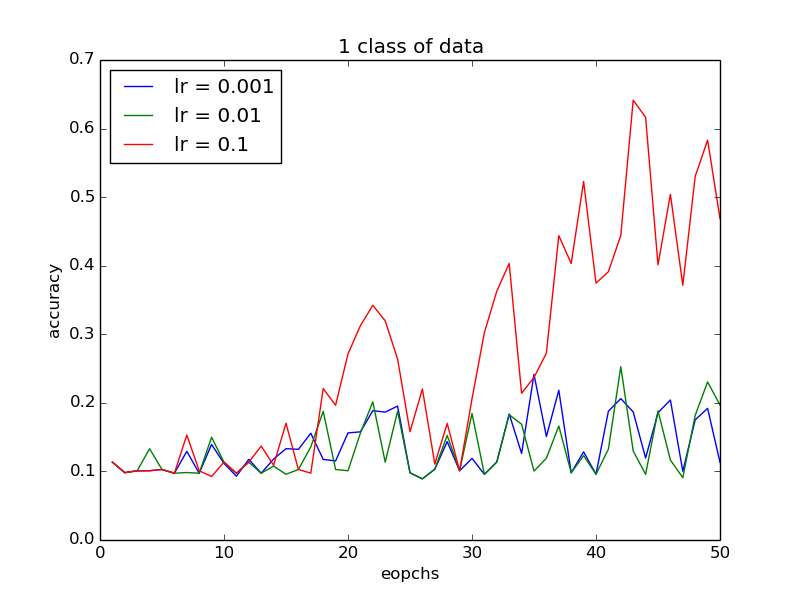 1 class of data
lr = 0.001
lr = 0.01
lr = 0.1
0.7
0.6
0.5
0.4
0.3
0.2
0.1
0.0
accuracy
0 10 20 30 40 50
eopchs